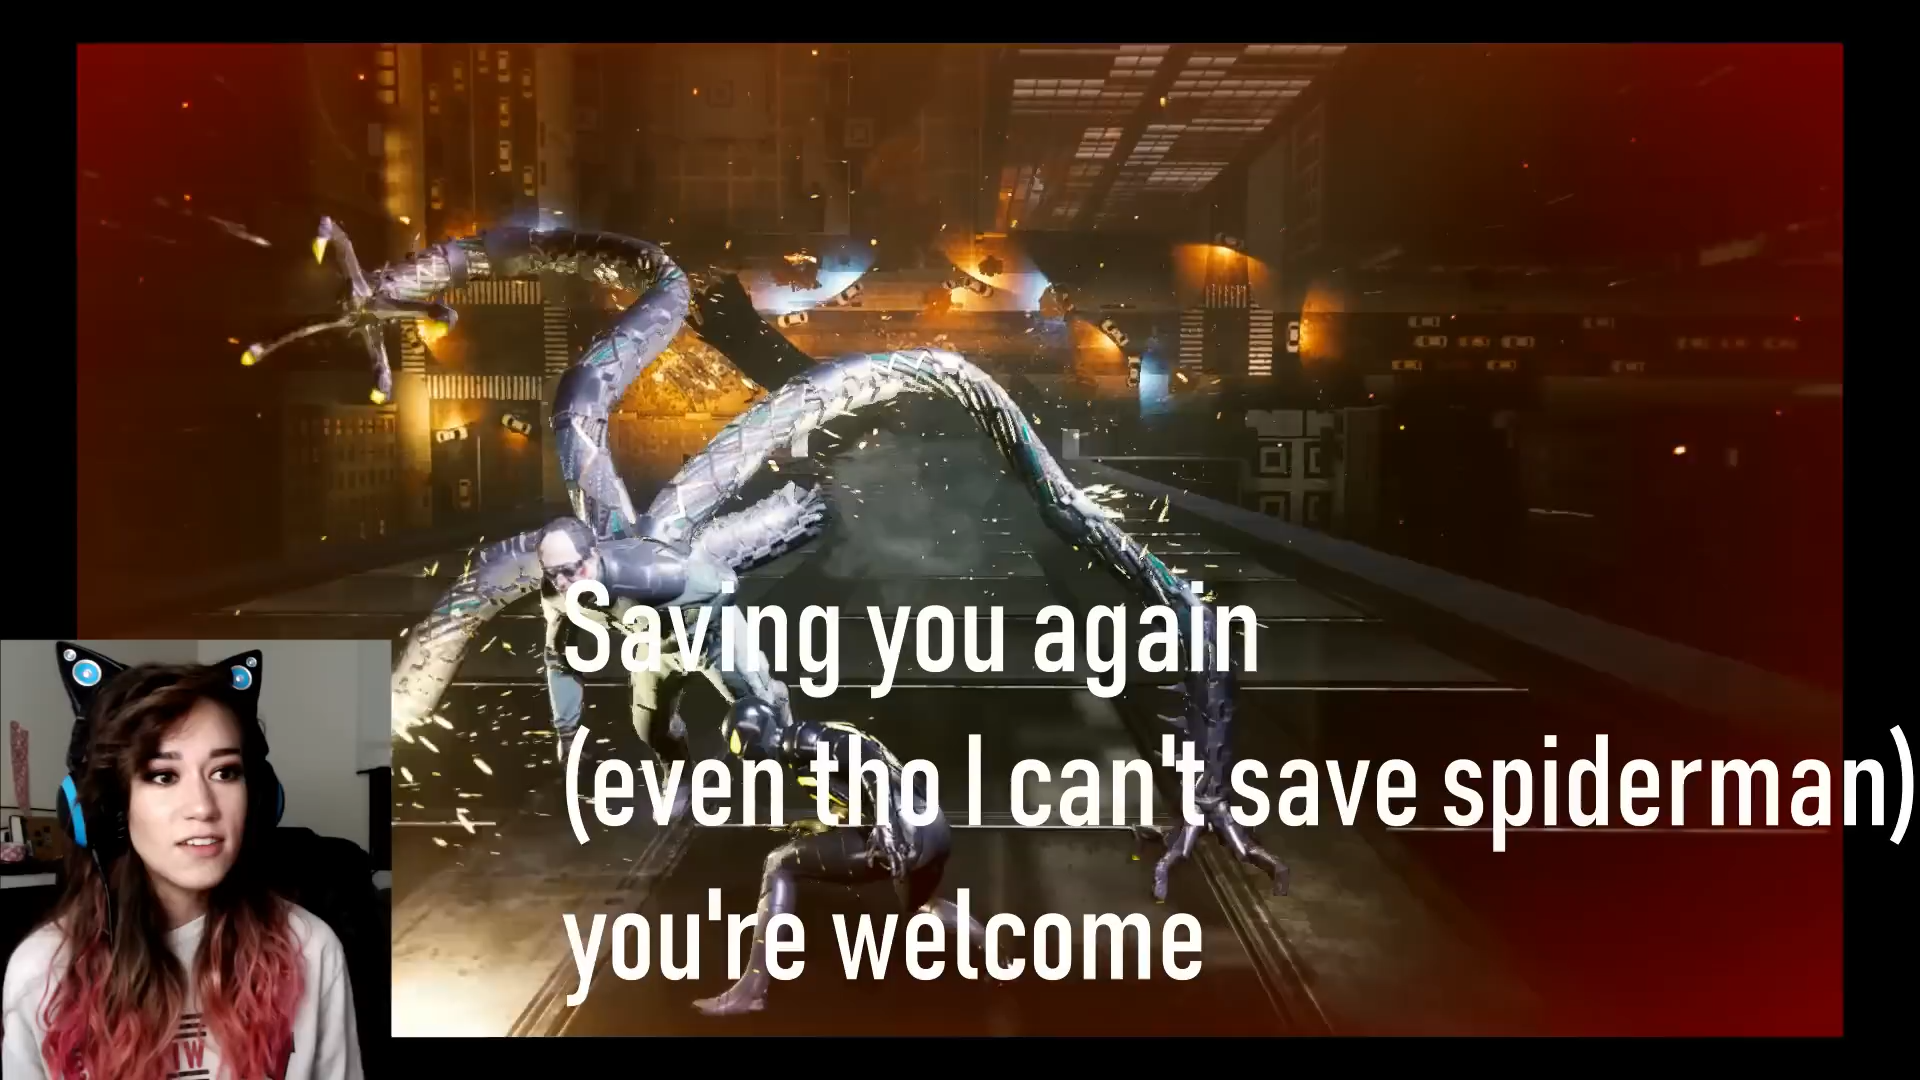 Saving you again
(even tho I can't save spiderman)
you're welcome